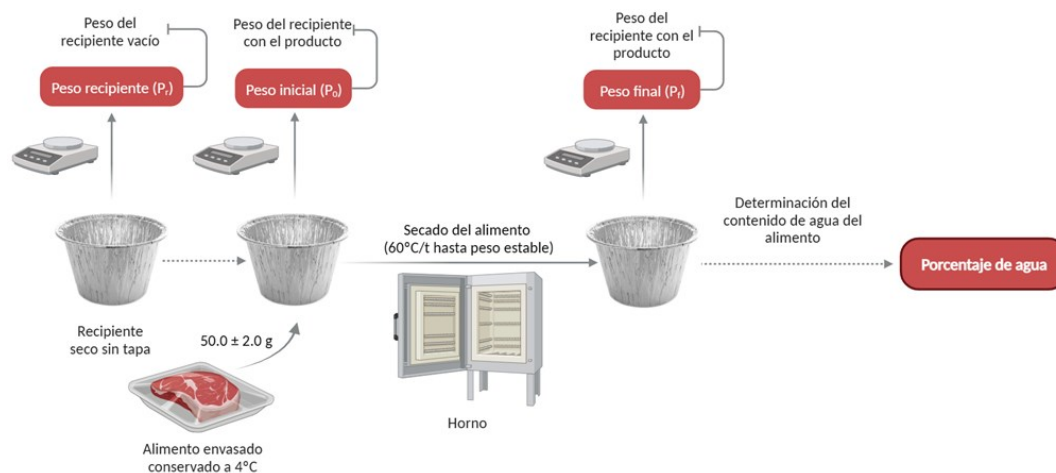 Peso del
recipiente vacío
Peso recipiente (Pᵣ)
Peso del recipiente
con el producto
Peso inicial (P₀)
Peso del
recipiente con el
producto
Peso final (Pf)
Recipiente
seco sin tapa
50.0 ± 2.0 g
Alimento envasado
conservado a 4°C
Secado del alimento
(60°C/t hasta peso estable)
Horno
Determinación del
contenido de agua del
alimento
Porcentaje de agua